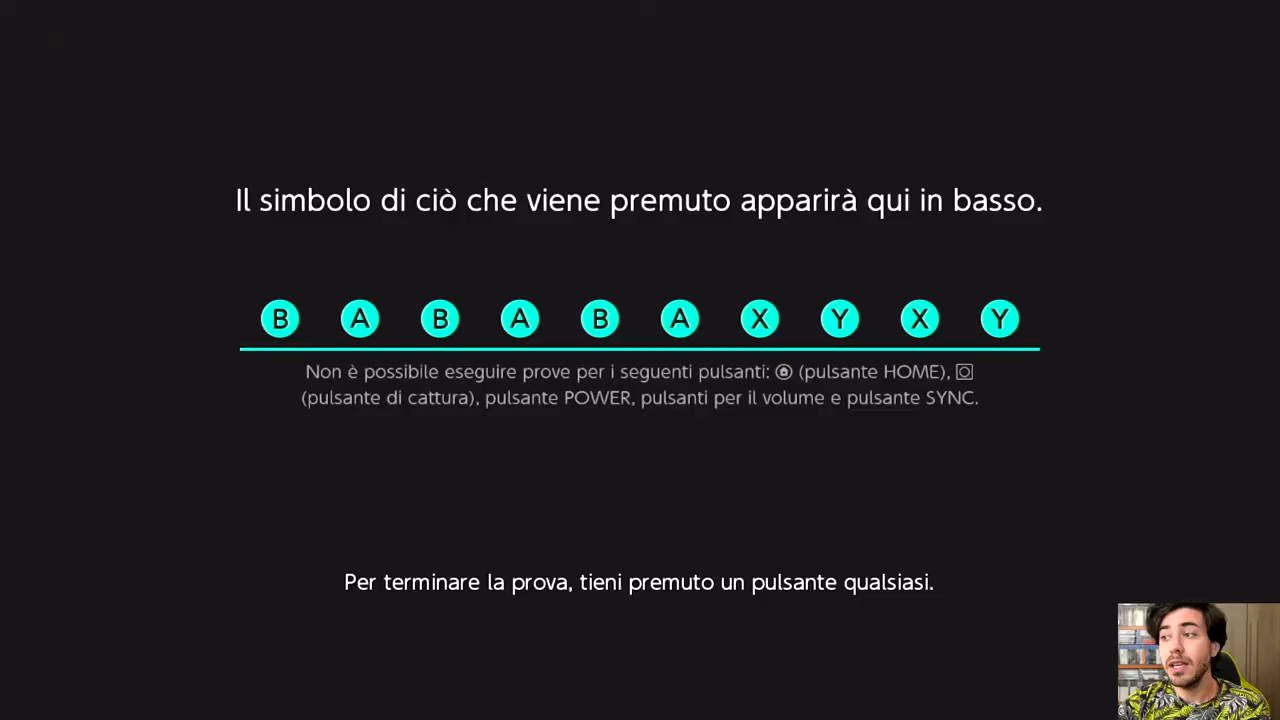 Il simbolo di ciò che viene premuto apparirà qui in basso.
B A B A B A X Y X Y
Non è possibile eseguire prove per i seguenti pulsanti: (pulsante HOME),
(pulsante di cattura), pulsante POWER, pulsanti per il volume e pulsante SYNC.
Per terminare la prova, tieni premuto un pulsante qualsiasi.